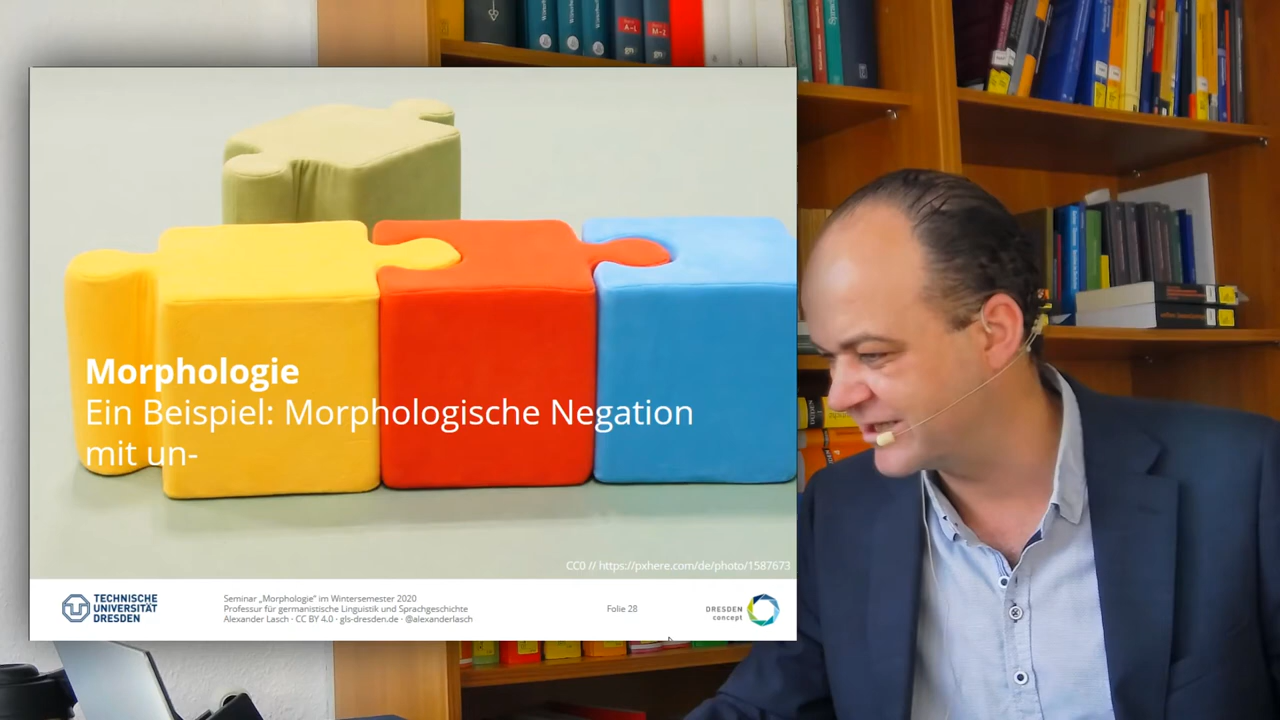 A-L
M-Z
gn
gn
Morphologie
Ein Beispiel: Morphologische Negation
mit un-
CC0 // https://pxhere.com/de/photo/1587673
TECHNISCHE
UNIVERSITÄT
DRESDEN
Seminar „Morphologie“ im Wintersemester 2020
Professur für germanistische Linguistik und Sprachgeschichte
Alexander Lasch · CC BY 4.0 · gls-dresden.de · @alexanderlasch
Folie 28
DRESDEN
concept